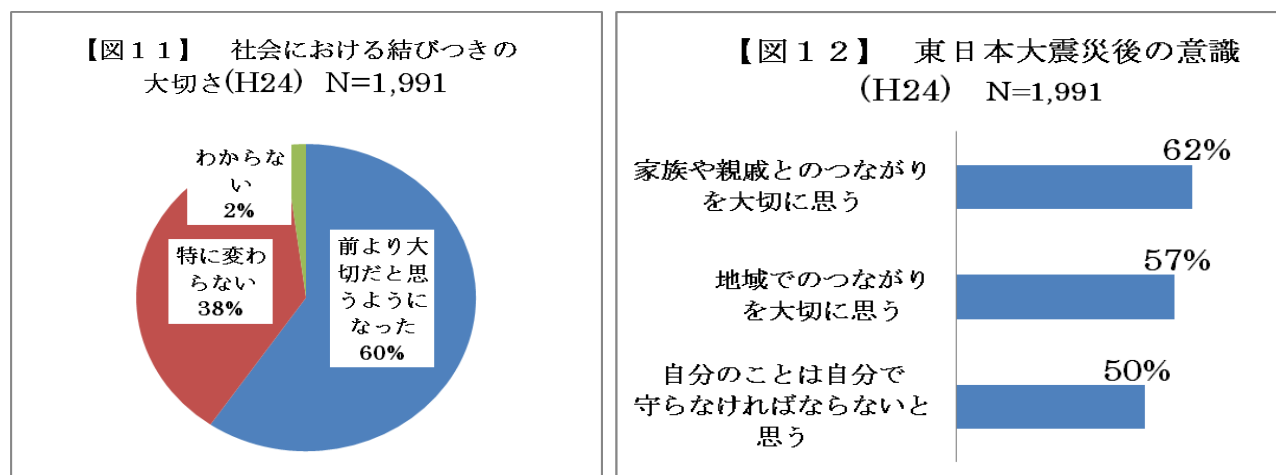 【図１１】　社会における結びつきの
大切さ(H24)　N=1,991
わからな
い
2%
特に変わ
らない
38%
前より大
切だと思
うように
なった
60%
【図１２】　東日本大震災後の意識
(H24)　N=1,991
家族や親戚とのつながり
を大切に思う
62%
地域でのつながり
を大切に思う
57%
自分のことは自分で
守らなければならないと
思う
50%